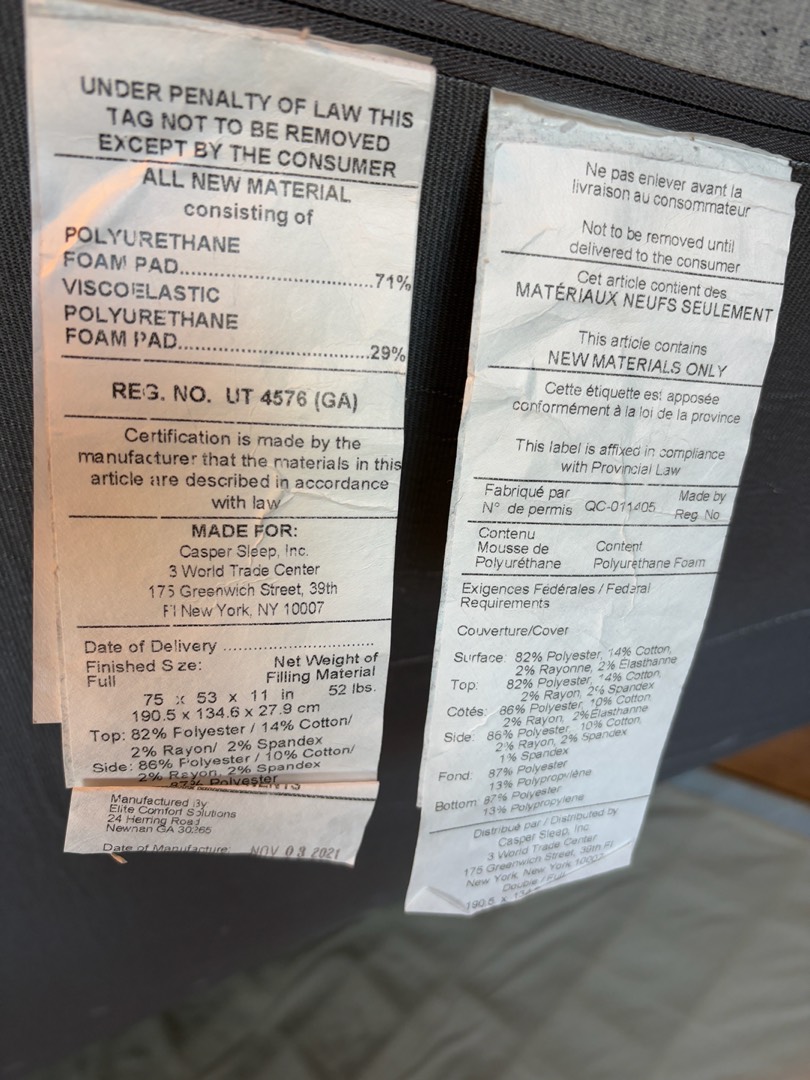 UNDER PENALTY OF LAW THIS
TAG NOT TO BE REMOVED
EXCEPT BY THE CONSUMER
ALL NEW MATERIAL
consisting of
POLYURETHANE
FOAM PAD..............................71%
VISCOELASTIC
POLYURETHANE
FOAM PAD..............................29%
REG. NO. UT 4576 (GA)
Certification is made by the
manufacturer that the materials in this
article are described in accordance
with law
MADE FOR:
Casper Sleep, Inc.
3 World Trade Center
175 Greenwich Street, 39th
Fl New York, NY 10007
Date of Delivery ..........................
Finished Size: Net Weight of
Full Filling Material
75 x 53 x 11 in 52 lbs.
190.5 x 134.6 x 27.9 cm
Top: 82% Polyester / 14% Cotton/
2% Rayon/ 2% Spandex
Side: 86% Polyester / 10% Cotton/
2% Rayon, 2% Spandex
87% Polyester
Manufactured By
Elite Comfort Solutions
24 Herring Road
Newnan GA 30265
Date of Manufacture: NOV 03 2021
Ne pas enlever avant la
livraison au consommateur
Not to be removed until
delivered to the consumer
Cet article contient des
MATÉRIAUX NEUFS SEULEMENT
This article contains
NEW MATERIALS ONLY
Cette étiquette est apposée
conformément à la loi de la province
This label is affixed in compliance
with Provincial Law
Fabriqué par Made by
N° de permis QC-011405 Reg. No
Contenu
Mousse de Content
Polyuréthane Polyurethane Foam
Exigences Fédérales / Federal
Requirements
Couverture/Cover
Surface: 82% Polyester, 14% Cotton,
2% Rayonne, 2% Élasthanne
Top: 82% Polyester, 14% Cotton,
2% Rayon, 2% Spandex
Côtés: 86% Polyester, 10% Cotton,
2% Rayon, 2%Élasthanne
Side: 86% Polyester, 10% Cotton,
2% Rayon, 2% Spandex
1% Spandex
Fond: 87% Polyester
13% Polypropylène
Bottom: 87% Polyester
13% Polypropylene
Distribué par / Distributed by
Casper Sleep, Inc.
3 World Trade Center
175 Greenwich Street, 39th Fl
New York, New York 10007
Double / Full
190.5 x